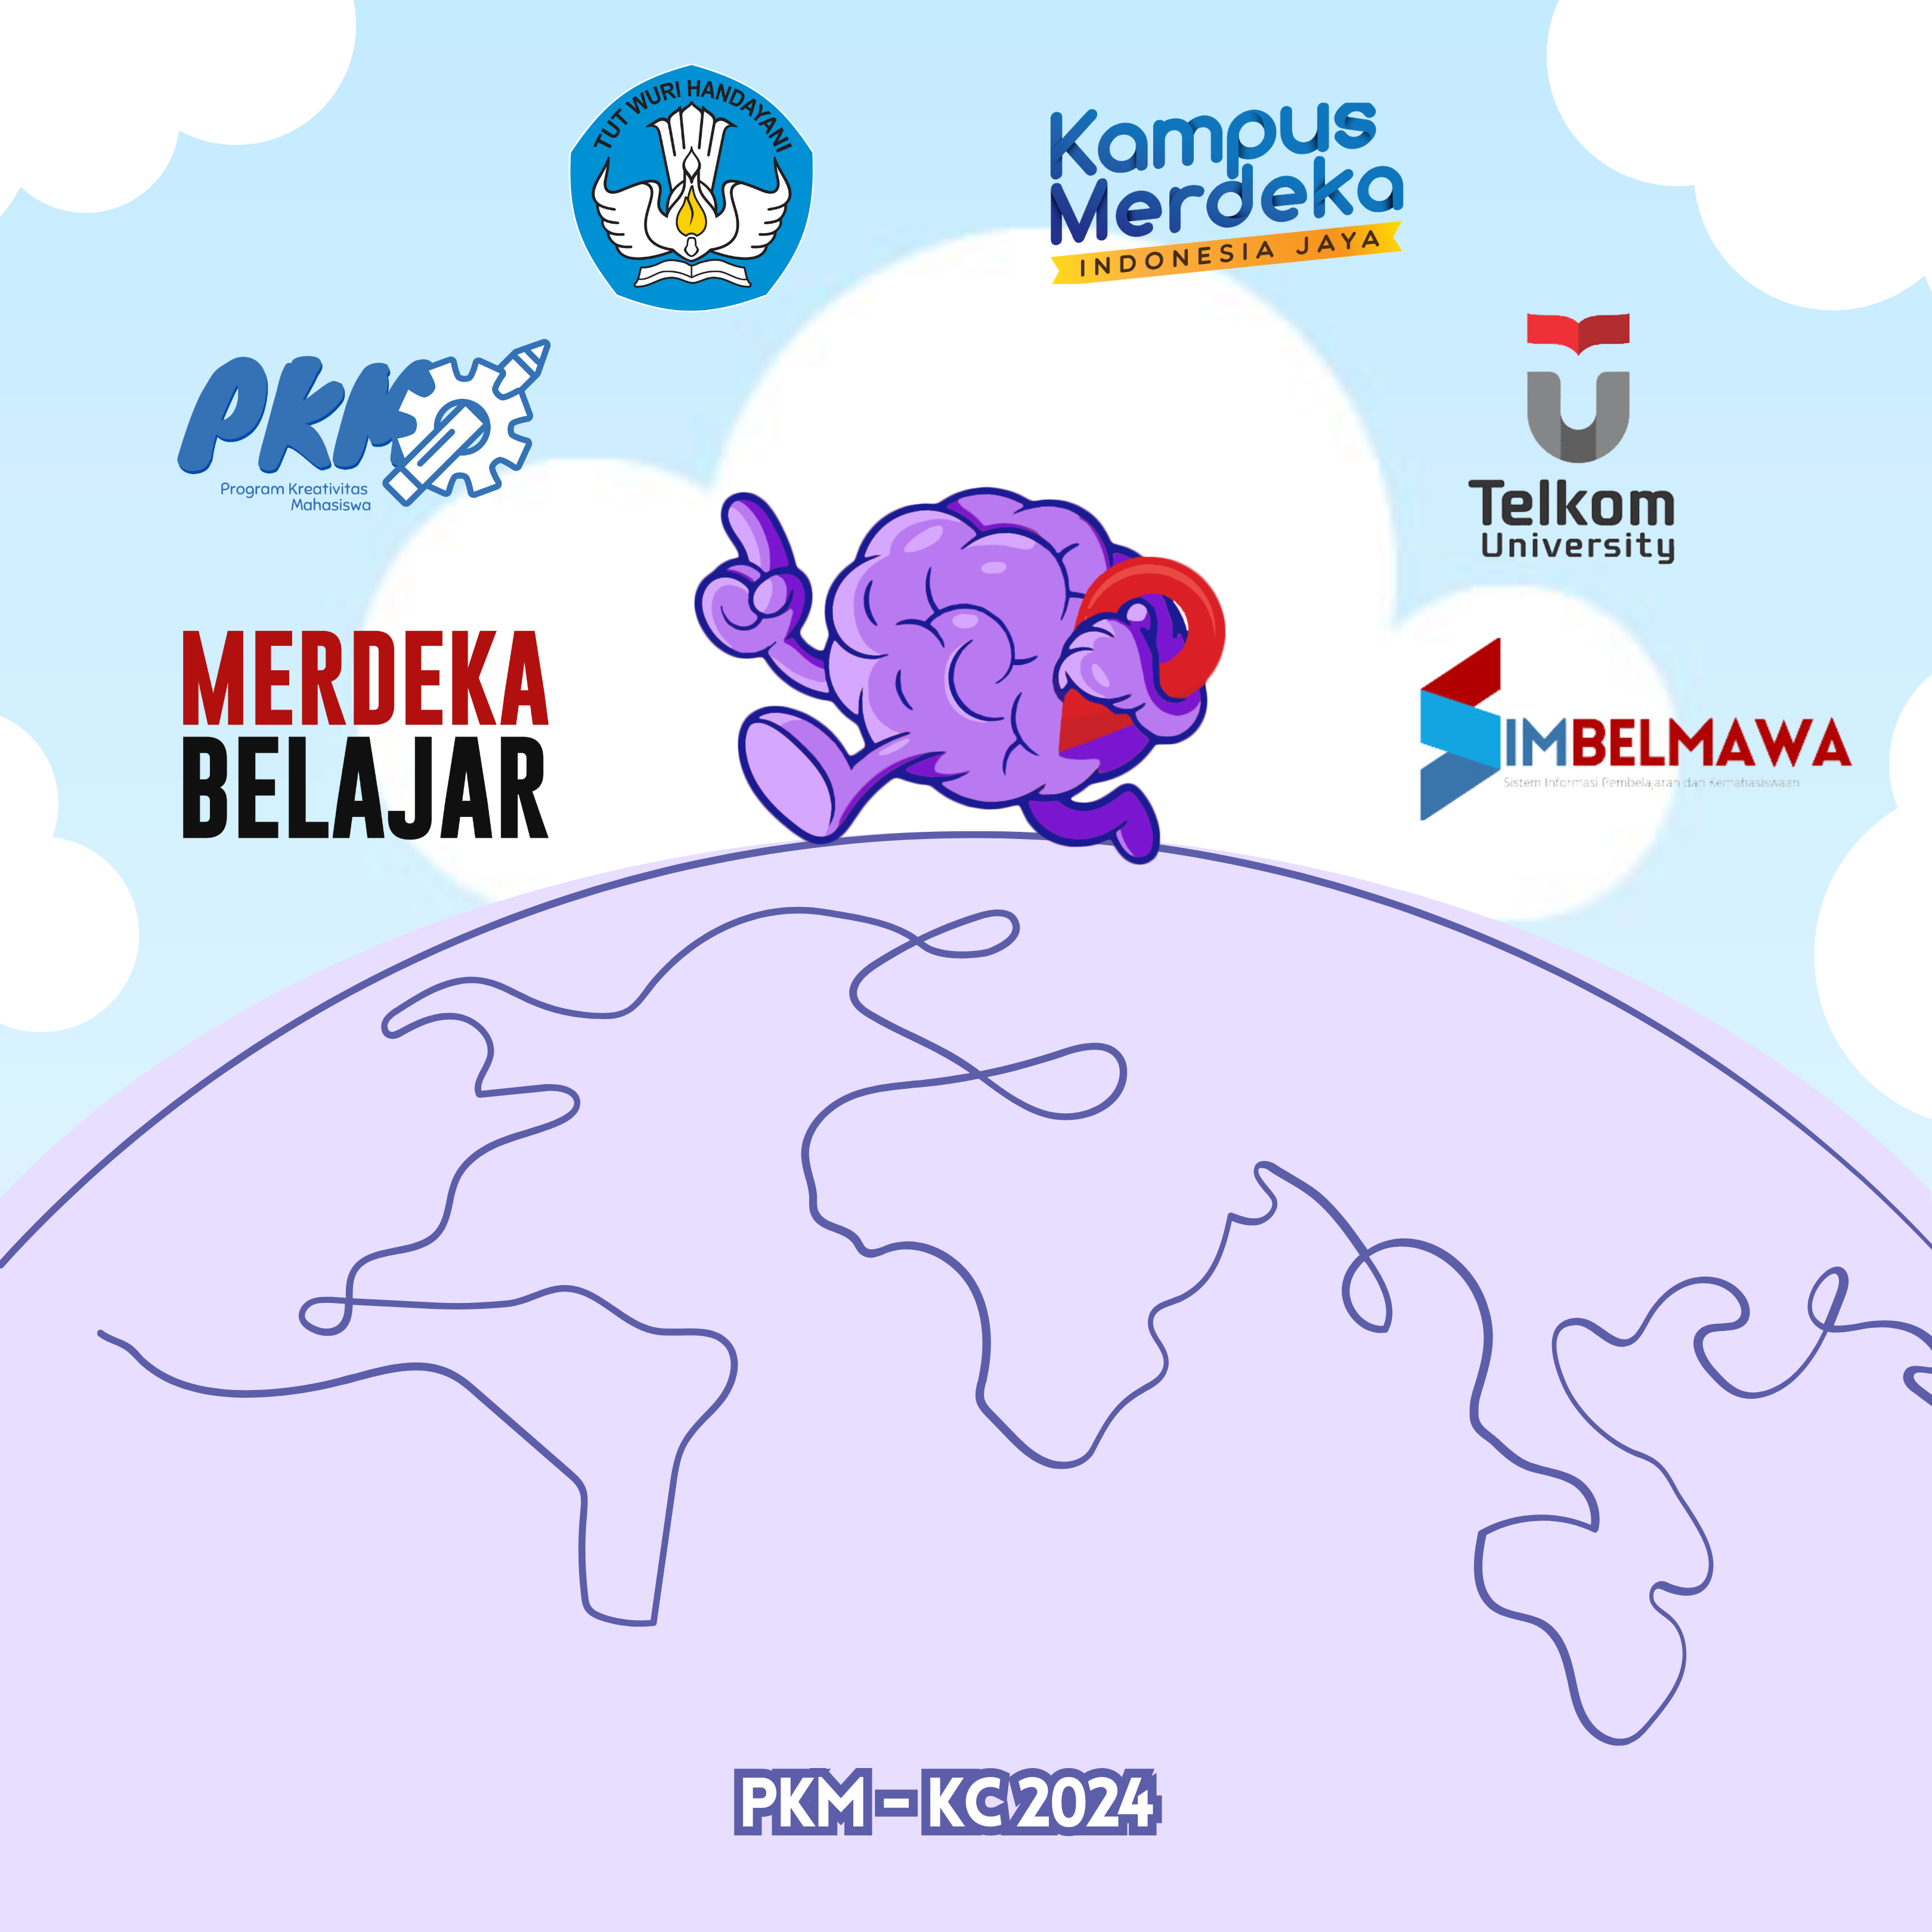 TUT WURI HANDAYANI
Kampus
Merdeka
INDONESIA JAYA
PKM
Program Kreativitas
Mahasiswa
Telkom
University
MERDEKA
BELAJAR
SIMBELMAWA
Sistem Informasi Pembelajaran dan Kemahasiswaan
PKM - KC 2024